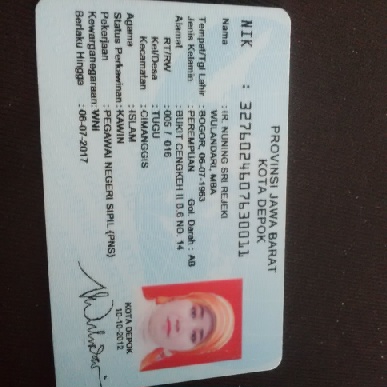 PROVINSI JAWA BARAT
KOTA DEPOK
NIK : 3276024607630011
Nama : IR. NUNING SRI REJEKI
WULANDARI, MBA
Tempat/Tgl Lahir : BOGOR, 06-07-1963
Jenis Kelamin : PEREMPUAN Gol. Darah : AB
Alamat : BUKIT CENGKEH II D.6 NO. 14
RT/RW : 005 / 016
Kel/Desa : TUGU
Kecamatan : CIMANGGIS
Agama : ISLAM
Status Perkawinan : KAWIN
Pekerjaan : PEGAWAI NEGERI SIPIL (PNS)
Kewarganegaraan: WNI
Berlaku Hingga : 06-07-2017
KOTA DEPOK
10-10-2012